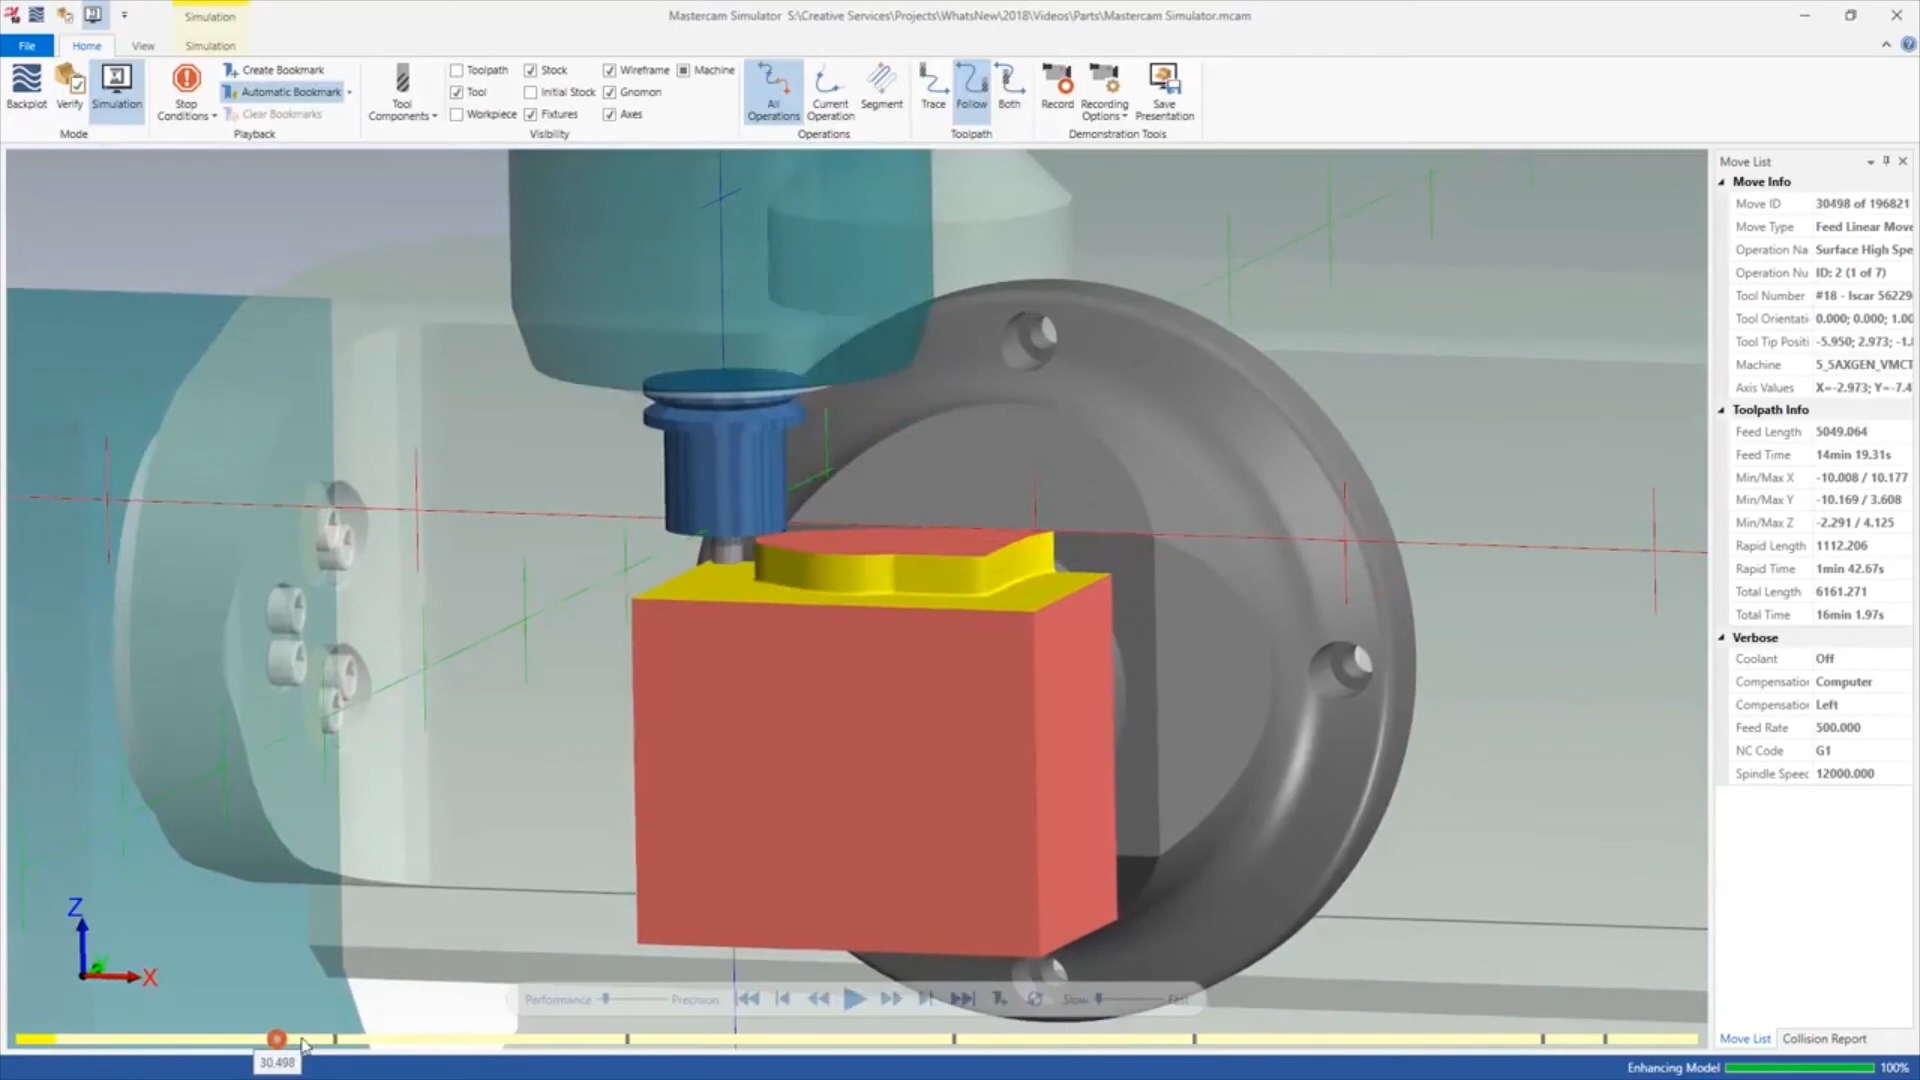 Simulation
Mastercam Simulator  S:\Creative Services\Projects\WhatsNew\2018\Videos\Parts\Mastercam Simulator.mcam
File
Home
View
Simulation
Backplot
Verify
Simulation
Mode
Stop
Conditions
Create Bookmark
Automatic Bookmark
Clear Bookmarks
Playback
Tool
Components
Toolpath
Stock
Wireframe
Machine
Tool
Initial Stock
Gnomon
Workpiece
Fixtures
Axes
Visibility
All
Operations
Current
Operation
Segment
Operations
Trace
Follow
Both
Toolpath
Record
Recording
Options
Save
Presentation
Demonstration Tools
Move List
Move Info
Move ID 30498 of 196821
Move Type Feed Linear Move
Operation Na Surface High Spe
Operation Nu ID: 2 (1 of 7)
Tool Number #18 - Iscar 56229
Tool Orientati 0.000; 0.000; 1.00
Tool Tip Positi -5.950; 2.973; -1.
Machine 5_5AXGEN_VMCT
Axis Values X=-2.973; Y=-7.4
Toolpath Info
Feed Length 5049.064
Feed Time 14min 19.31s
Min/Max X -10.008 / 10.177
Min/Max Y -10.169 / 3.608
Min/Max Z -2.291 / 4.125
Rapid Length 1112.206
Rapid Time 1min 42.67s
Total Length 6161.271
Total Time 16min 1.97s
Verbose
Coolant Off
Compensation Computer
Compensation Left
Feed Rate 500.000
NC Code G1
Spindle Speec 12000.000
Z
X
Performance
Precision
Slow
Fast
30.498
Move List
Collision Report
Enhancing Model
100%